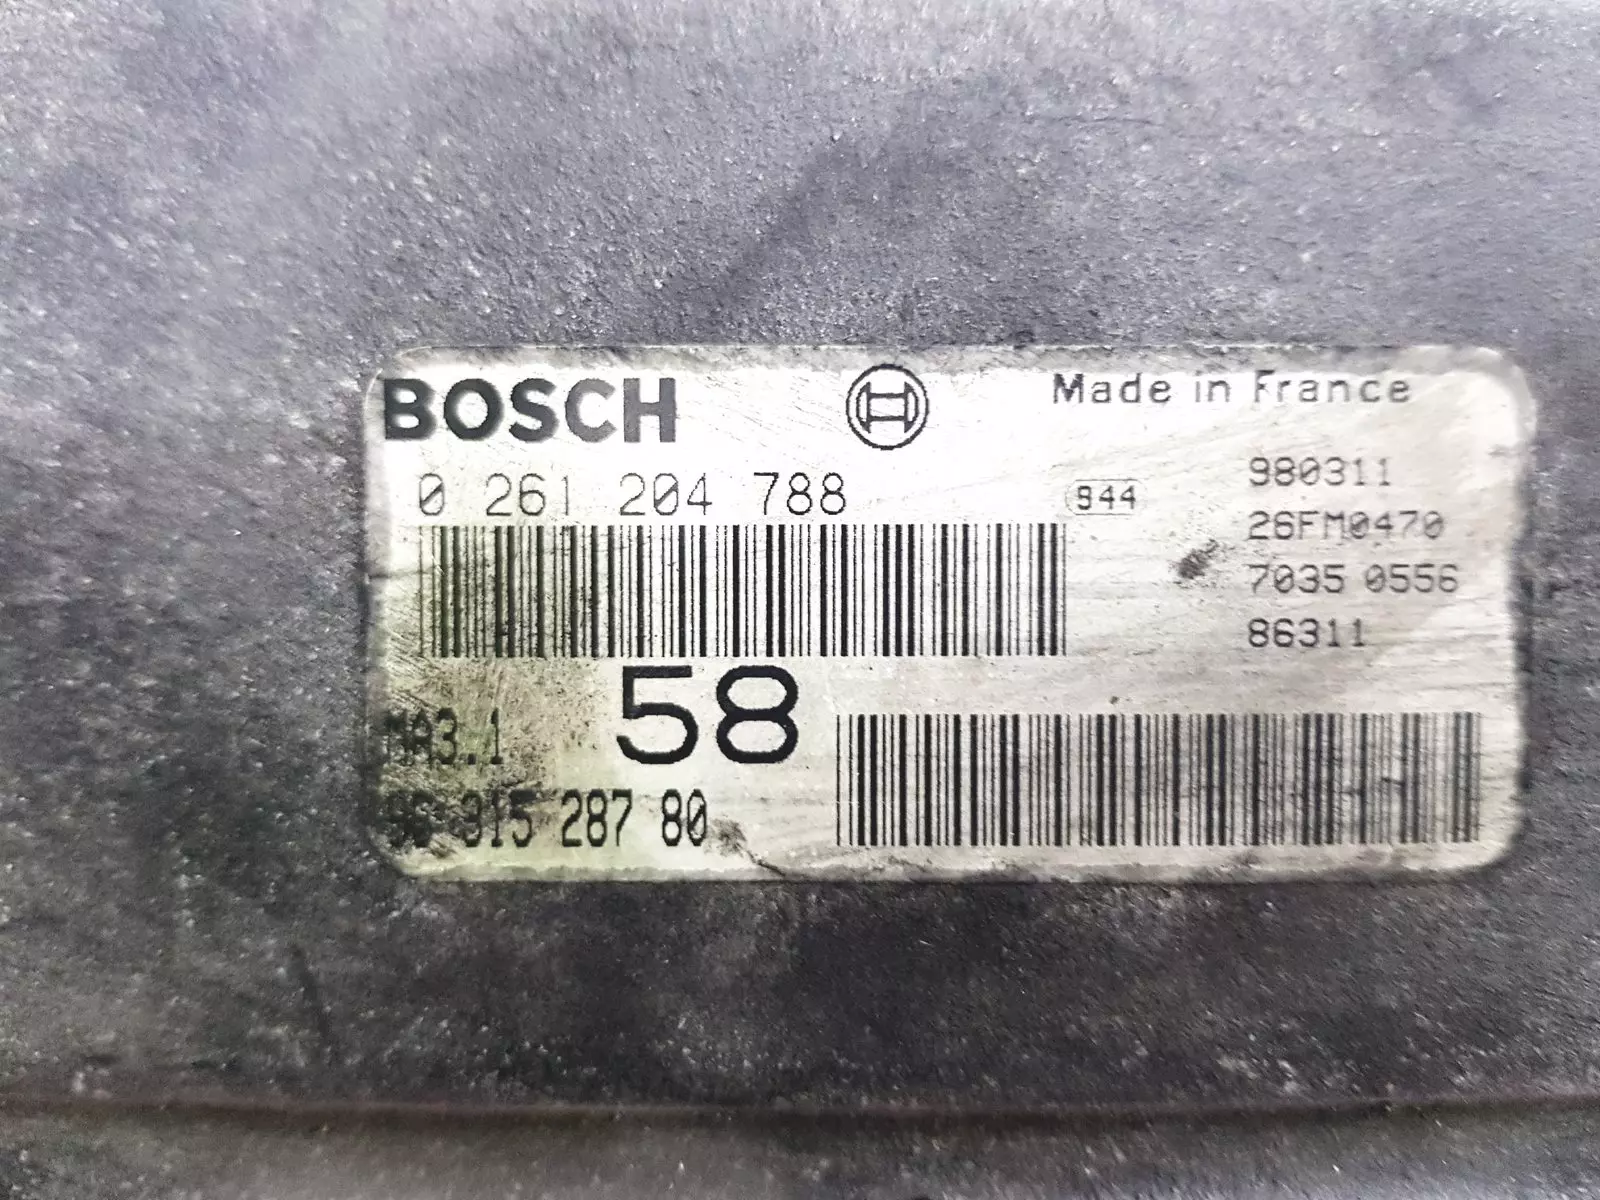 BOSCH
Made in France
0 261 204 788
944
980311
26FM0470
7035 0556
86311
58
MA3.1
96 315 287 80